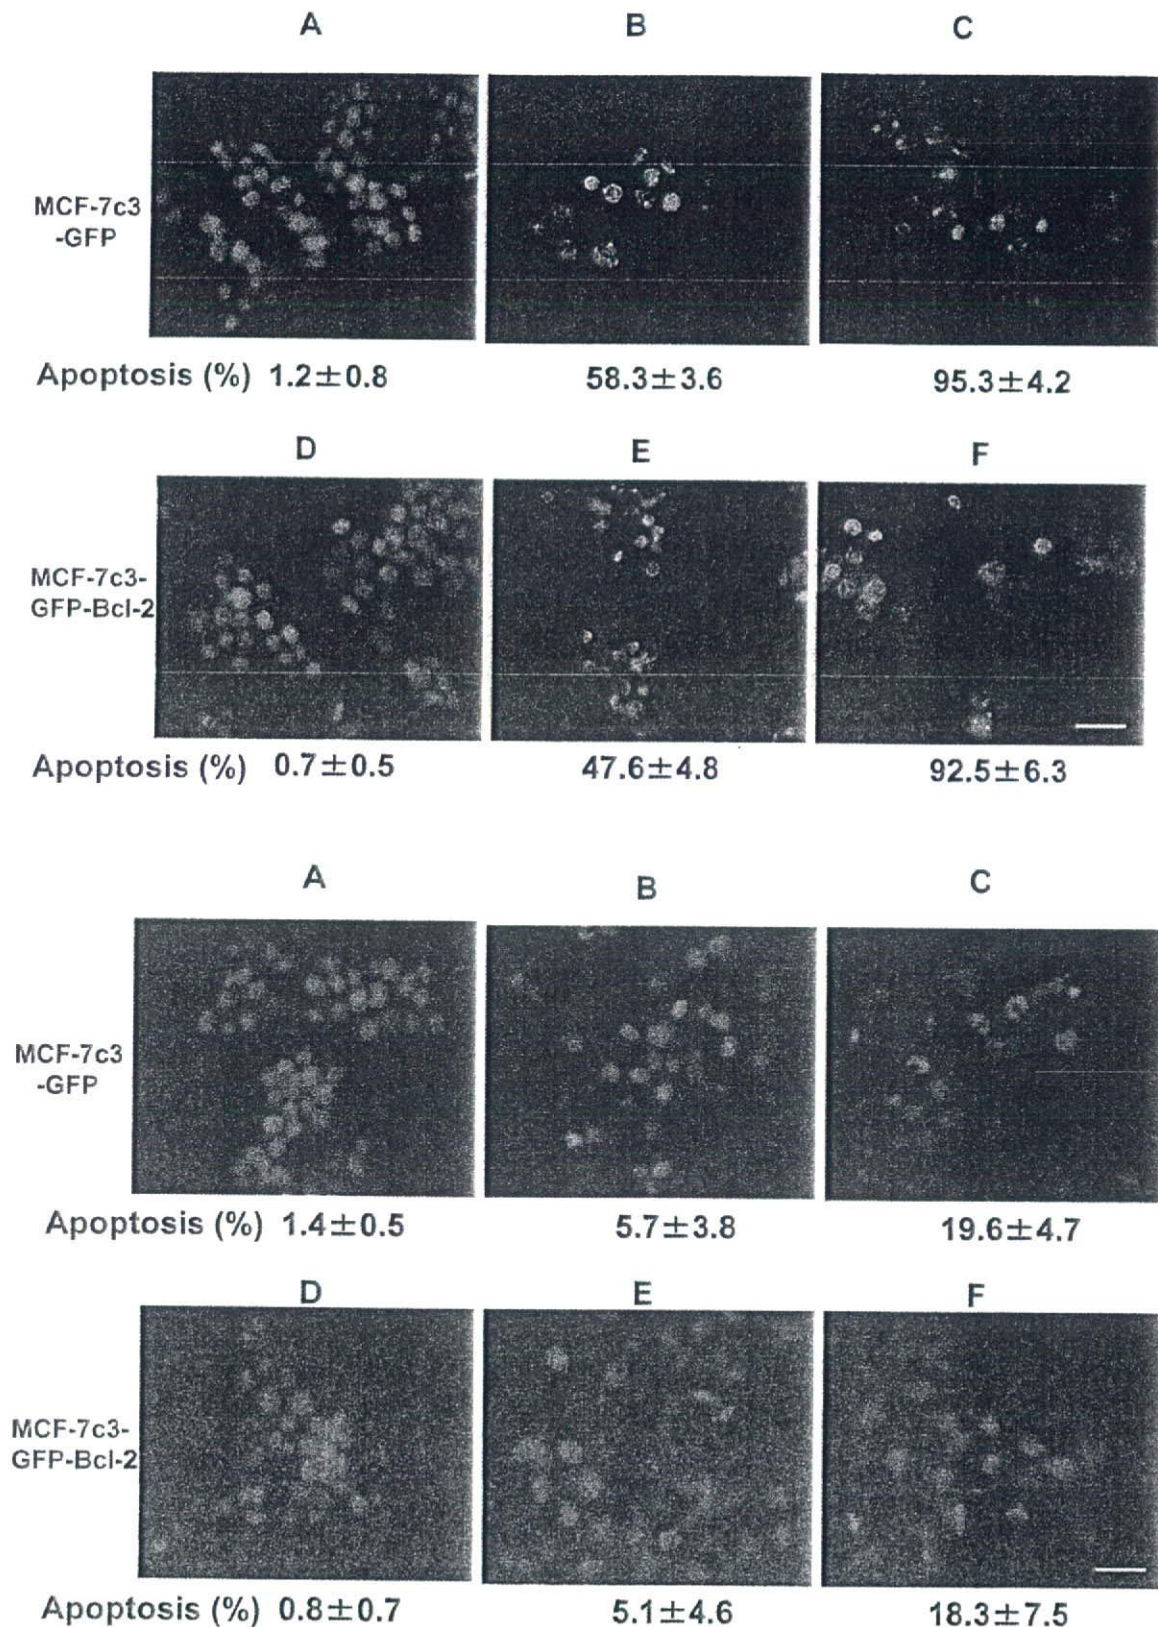 A B C
MCF-7c3
-GFP
Apoptosis (%) 1.2±0.8 58.3±3.6 95.3±4.2
D E F
MCF-7c3-
GFP-Bcl-2
Apoptosis (%) 0.7±0.5 47.6±4.8 92.5±6.3
A B C
MCF-7c3
-GFP
Apoptosis (%) 1.4±0.5 5.7±3.8 19.6±4.7
D E F
MCF-7c3-
GFP-Bcl-2
Apoptosis (%) 0.8±0.7 5.1±4.6 18.3±7.5